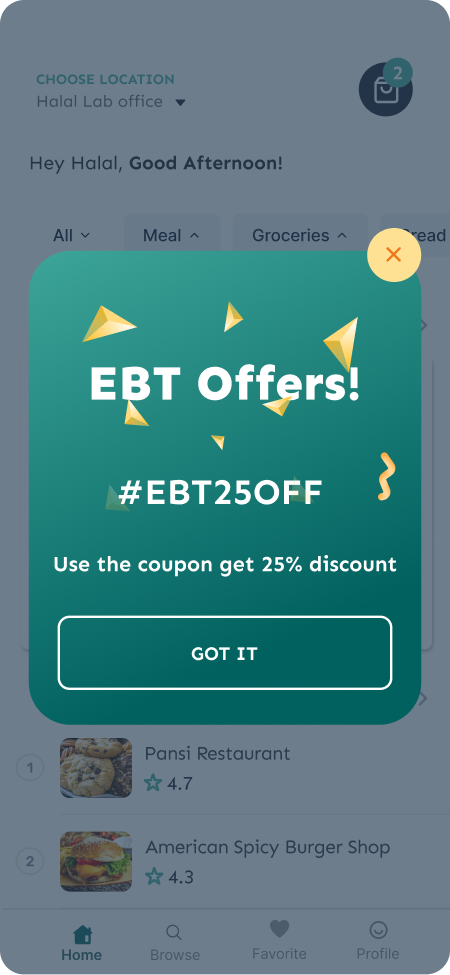 CHOOSE LOCATION
Halal Lab office
2
Hey Halal, Good Afternoon!
All Meal Groceries Bread
EBT Offers!
#EBT25OFF
Use the coupon get 25% discount
GOT IT
1 Pansi Restaurant
4.7
2 American Spicy Burger Shop
4.3
Home Browse Favorite Profile